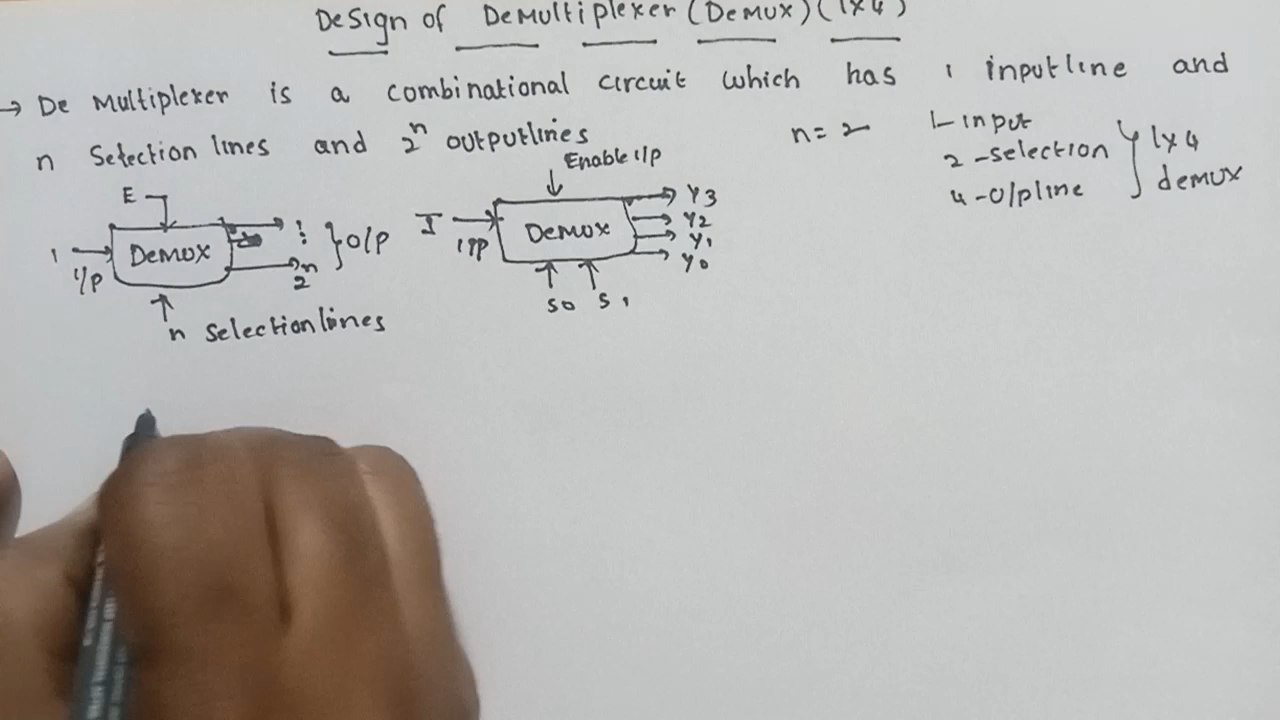 Design of DeMultiplexer (DeMUX) (1x4)
→ De Multiplexer is a combinational circuit which has 1 inputline and
n Selection lines and 2ⁿ outputlines
n=2
1-input
2-selection
4-o/pline
} 1x4
demux
E
1
i/p
DeMUX
⋮
2ⁿ
} o/p
n Selectionlines
Enable i/p
I
i/p
DeMUX
Y3
Y2
Y1
Y0
S0 S1